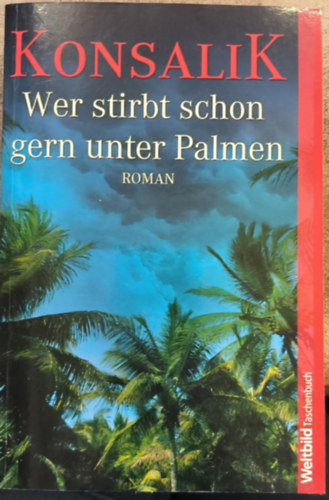 KONSALIK
Wer stirbt schon
gern unter Palmen
ROMAN
Weltbild Taschenbuch